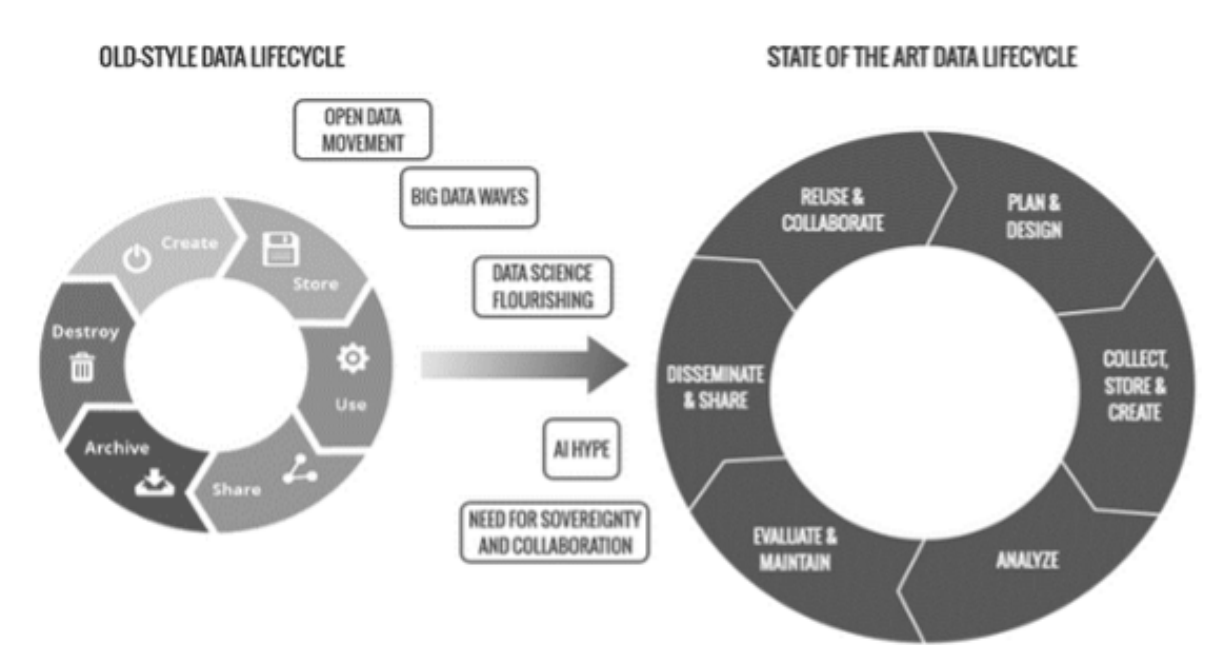 OLD-STYLE DATA LIFECYCLE
STATE OF THE ART DATA LIFECYCLE
OPEN DATA
MOVEMENT
BIG DATA WAVES
DATA SCIENCE
FLOURISHING
AI HYPE
NEED FOR SOVEREIGNTY
AND COLLABORATION
Create
Store
Use
Share
Archive
Destroy
PLAN &
DESIGN
COLLECT,
STORE &
CREATE
ANALYZE
EVALUATE &
MAINTAIN
DISSEMINATE
& SHARE
REUSE &
COLLABORATE